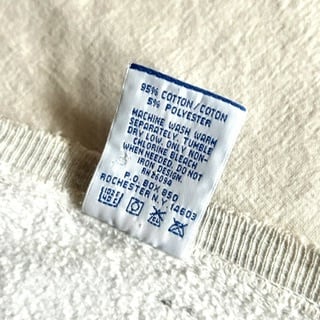 95% COTTON/COTON
5% POLYESTER
MACHINE WASH WARM
SEPARATELY. TUMBLE
DRY LOW. ONLY NON-
CHLORINE BLEACH
WHEN NEEDED. DO NOT
IRON DESIGN.
P.O. BOX 850
ROCHESTER N.Y. 14603